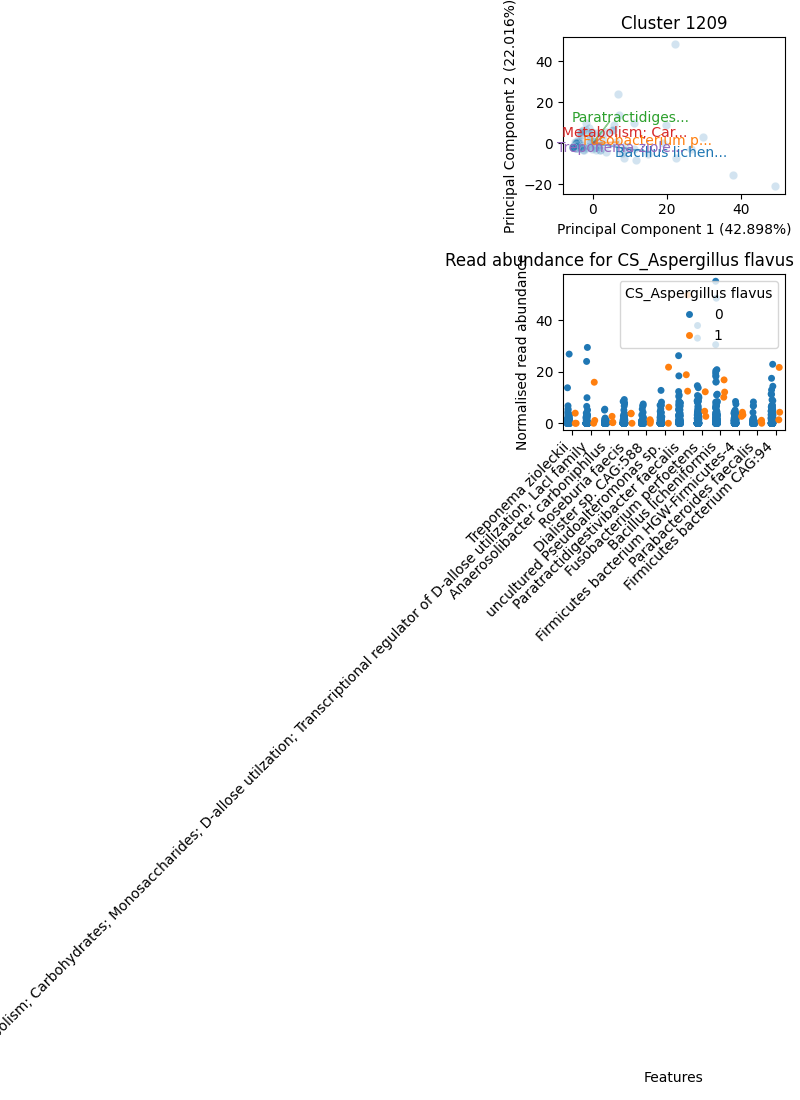 Cluster 1209
Principal Component 2 (22.016%)
40
20
0
−20
Paratractidiges...
Metabolism; Car...
Fusobacterium p...
Bacillus lichen...
0
20
40
Principal Component 1 (42.898%)
Read abundance for CS_Aspergillus flavus
Normalised read abundance
40
20
0
CS_Aspergillus flavus
0
1
Treponema zioleckii
olism; Carbohydrates; Monosaccharides; D-allose utilzation; Transcriptional regulator of D-allose utilization, LacI family
Anaerosolibacter carboniphilus
Roseburia faecis
Dialister sp. CAG:588
uncultured Pseudoalteromonas sp.
Paratractidigestivibacter faecalis
Fusobacterium perfoetens
Bacillus licheniformis
Firmicutes bacterium HGW-Firmicutes-4
Parabacteroides faecalis
Firmicutes bacterium CAG:94
Features